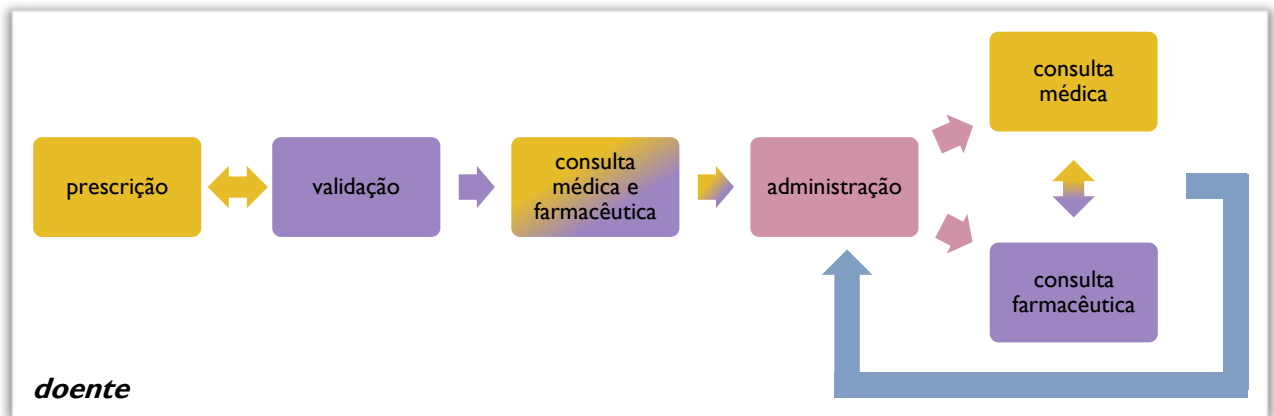 prescrição
validação
consulta
médica e
farmacêutica
administração
consulta
médica
consulta
farmacêutica
doente